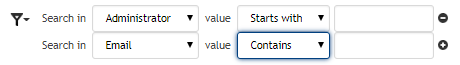 Search in Administrator value Starts with
Search in Email value Contains